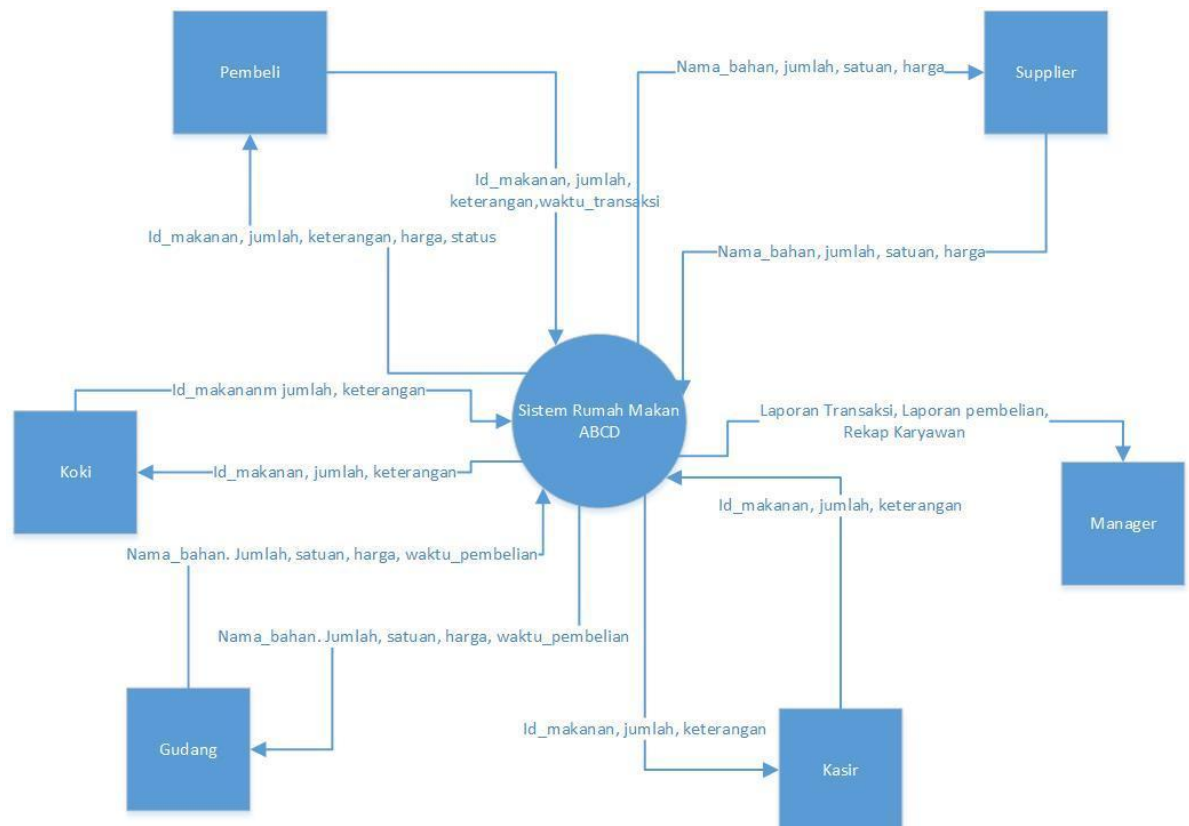 Pembeli
Nama_bahan, jumlah, satuan, harga
Supplier
Id_makanan, jumlah,
keterangan,waktu_transaksi
Id_makanan, jumlah, keterangan, harga, status
Nama_bahan, jumlah, satuan, harga
Id_makananm jumlah, keterangan
Sistem Rumah Makan
ABCD
Laporan Transaksi, Laporan pembelian,
Rekap Karyawan
Koki
Id_makanan, jumlah, keterangan
Id_makanan, jumlah, keterangan
Manager
Nama_bahan. Jumlah, satuan, harga, waktu_pembelian
Nama_bahan. Jumlah, satuan, harga, waktu_pembelian
Id_makanan, jumlah, keterangan
Gudang
Kasir